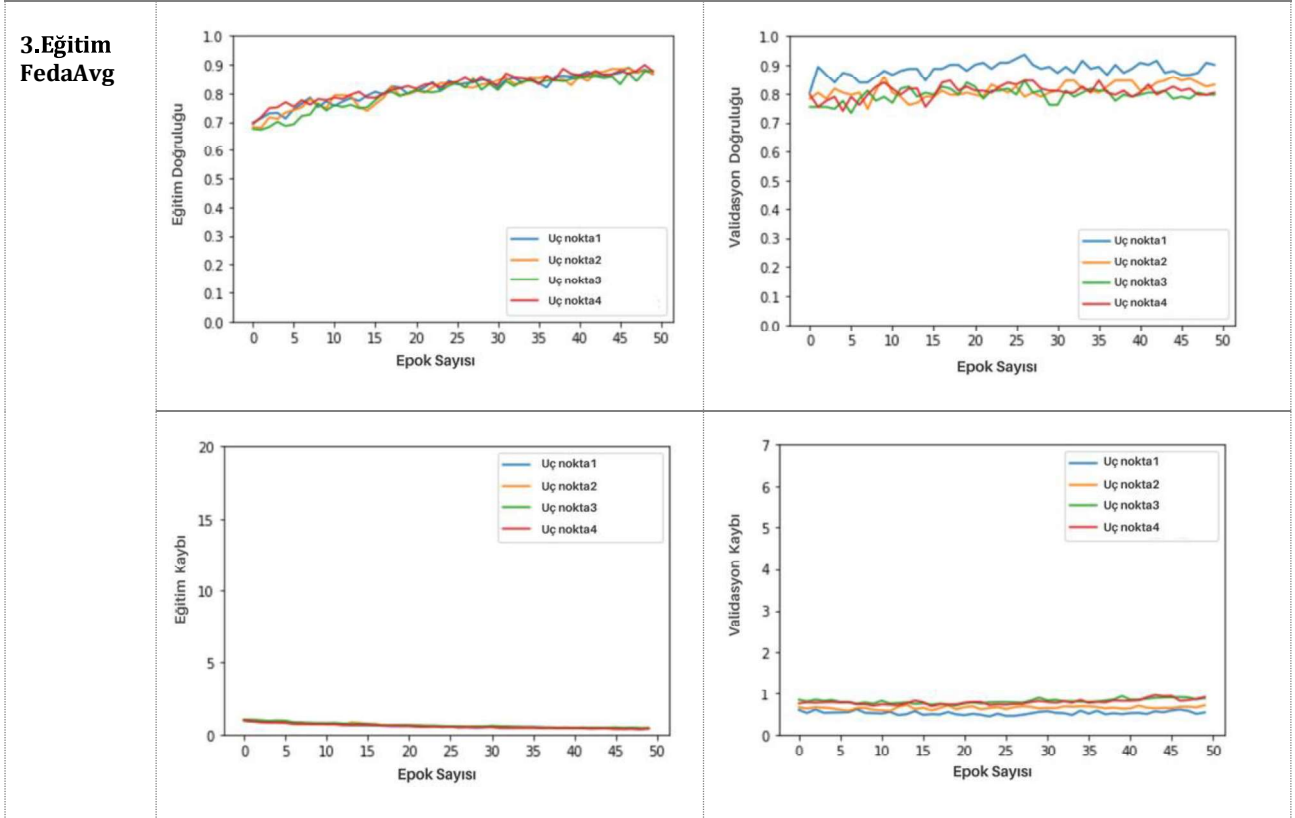 3.Eğitim
FedaAvg
1.0
0.9
0.8
0.7
0.6
0.5
0.4
0.3
0.2
0.1
0.0
Eğitim Doğruluğu
Uç nokta1
Uç nokta2
Uç nokta3
Uç nokta4
0 5 10 15 20 25 30 35 40 45 50
Epok Sayısı
1.0
0.9
0.8
0.7
0.6
0.5
0.4
0.3
0.2
0.1
0.0
Validasyon Doğruluğu
Uç nokta1
Uç nokta2
Uç nokta3
Uç nokta4
0 5 10 15 20 25 30 35 40 45 50
Epok Sayısı
20
15
10
5
0
Eğitim Kaybı
Uç nokta1
Uç nokta2
Uç nokta3
Uç nokta4
0 5 10 15 20 25 30 35 40 45 50
Epok Sayısı
7
6
5
4
3
2
1
0
Validasyon Kaybı
Uç nokta1
Uç nokta2
Uç nokta3
Uç nokta4
0 5 10 15 20 25 30 35 40 45 50
Epok Sayısı